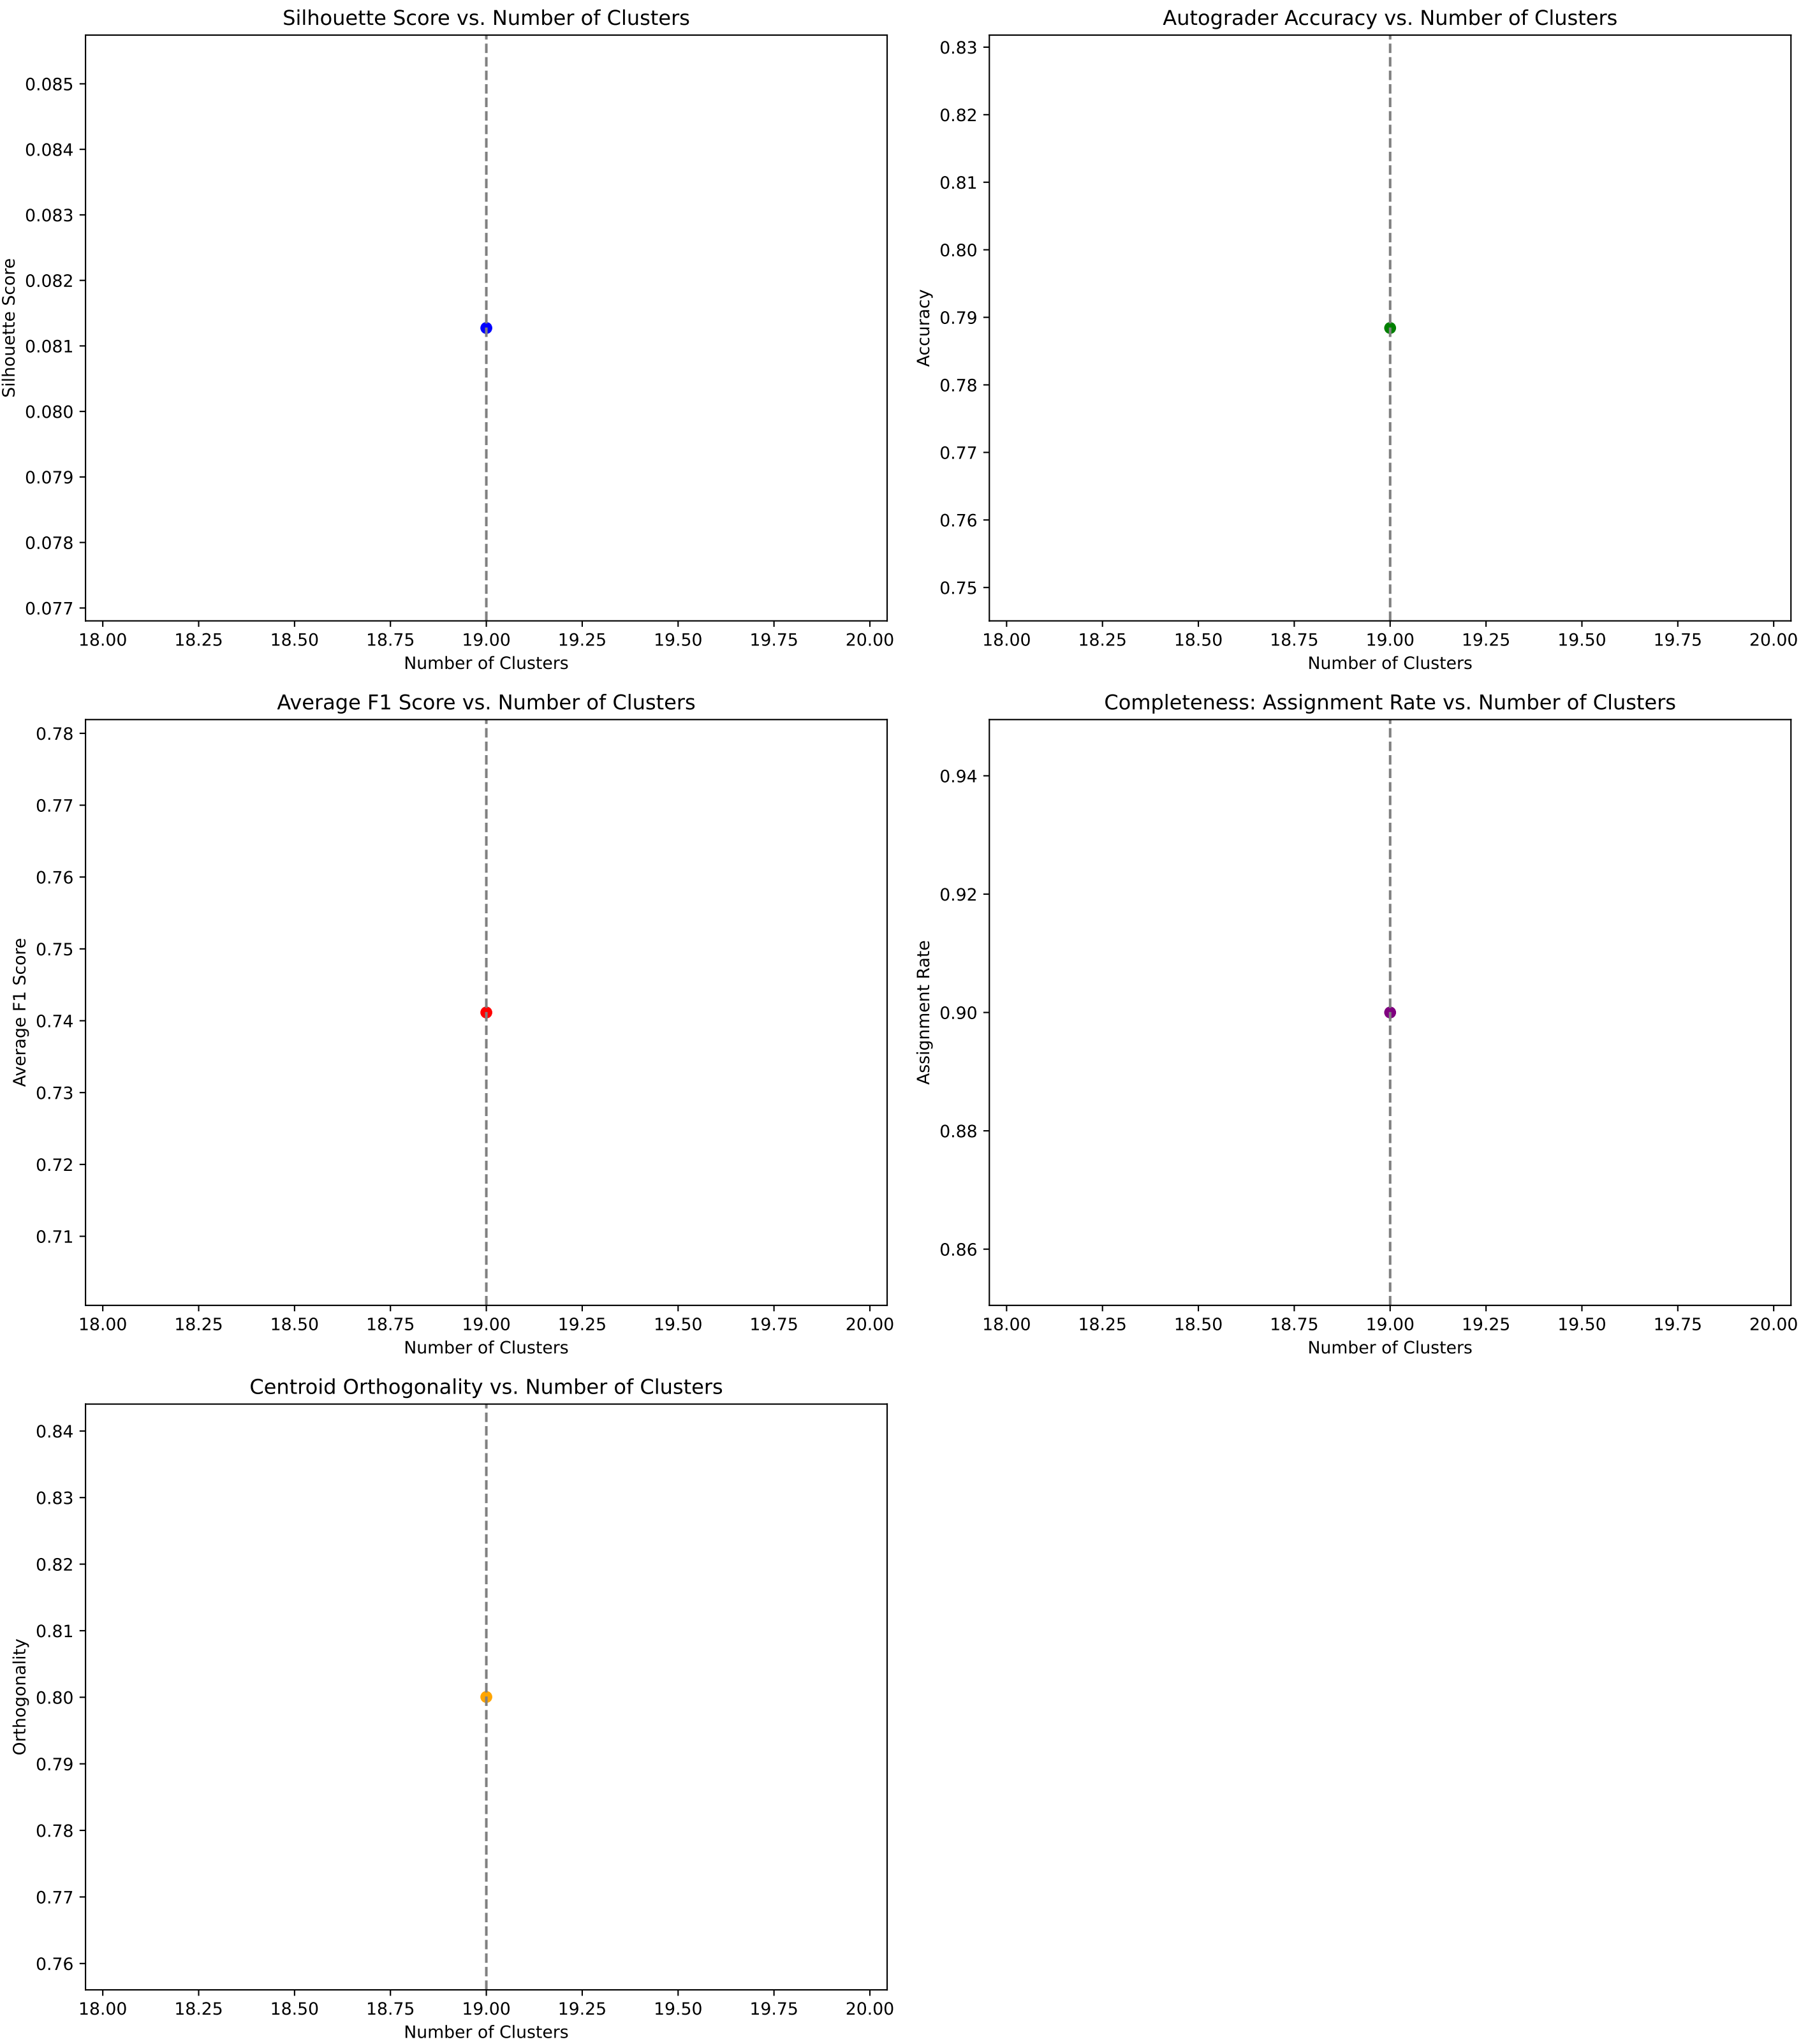 Silhouette Score vs. Number of Clusters
0.085
0.084
0.083
0.082
0.081
0.080
0.079
0.078
0.077
Silhouette Score
18.00 18.25 18.50 18.75 19.00 19.25 19.50 19.75 20.00
Number of Clusters
Autograder Accuracy vs. Number of Clusters
0.83
0.82
0.81
0.80
0.79
0.78
0.77
0.76
0.75
Accuracy
18.00 18.25 18.50 18.75 19.00 19.25 19.50 19.75 20.00
Number of Clusters
Average F1 Score vs. Number of Clusters
0.78
0.77
0.76
0.75
0.74
0.73
0.72
0.71
Average F1 Score
18.00 18.25 18.50 18.75 19.00 19.25 19.50 19.75 20.00
Number of Clusters
Completeness: Assignment Rate vs. Number of Clusters
0.94
0.92
0.90
0.88
0.86
Assignment Rate
18.00 18.25 18.50 18.75 19.00 19.25 19.50 19.75 20.00
Number of Clusters
Centroid Orthogonality vs. Number of Clusters
0.84
0.83
0.82
0.81
0.80
0.79
0.78
0.77
0.76
Orthogonality
18.00 18.25 18.50 18.75 19.00 19.25 19.50 19.75 20.00
Number of Clusters